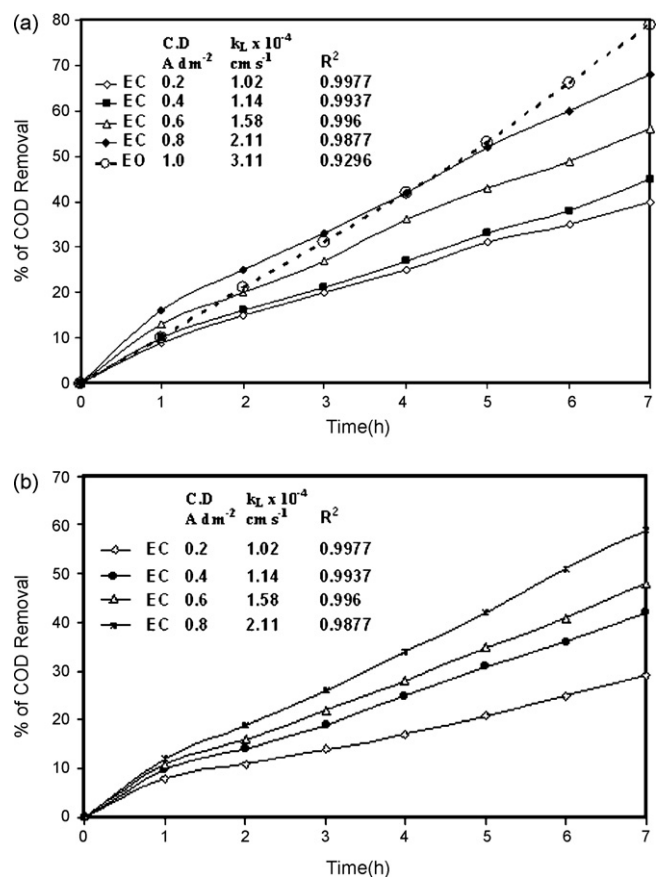 (a)
80
70
60
50
40
30
20
10
0
% of COD Removal
C.D k_L x 10^-4
A dm^-2 cm s^-1 R^2
EC 0.2 1.02 0.9977
EC 0.4 1.14 0.9937
EC 0.6 1.58 0.996
EC 0.8 2.11 0.9877
EO 1.0 3.11 0.9296
0 1 2 3 4 5 6 7
Time(h)
(b)
70
60
50
40
30
20
10
0
% of COD Removal
C.D k_L x 10^-4
A dm^-2 cm s^-1 R^2
EC 0.2 1.02 0.9977
EC 0.4 1.14 0.9937
EC 0.6 1.58 0.996
EC 0.8 2.11 0.9877
0 1 2 3 4 5 6 7
Time(h)